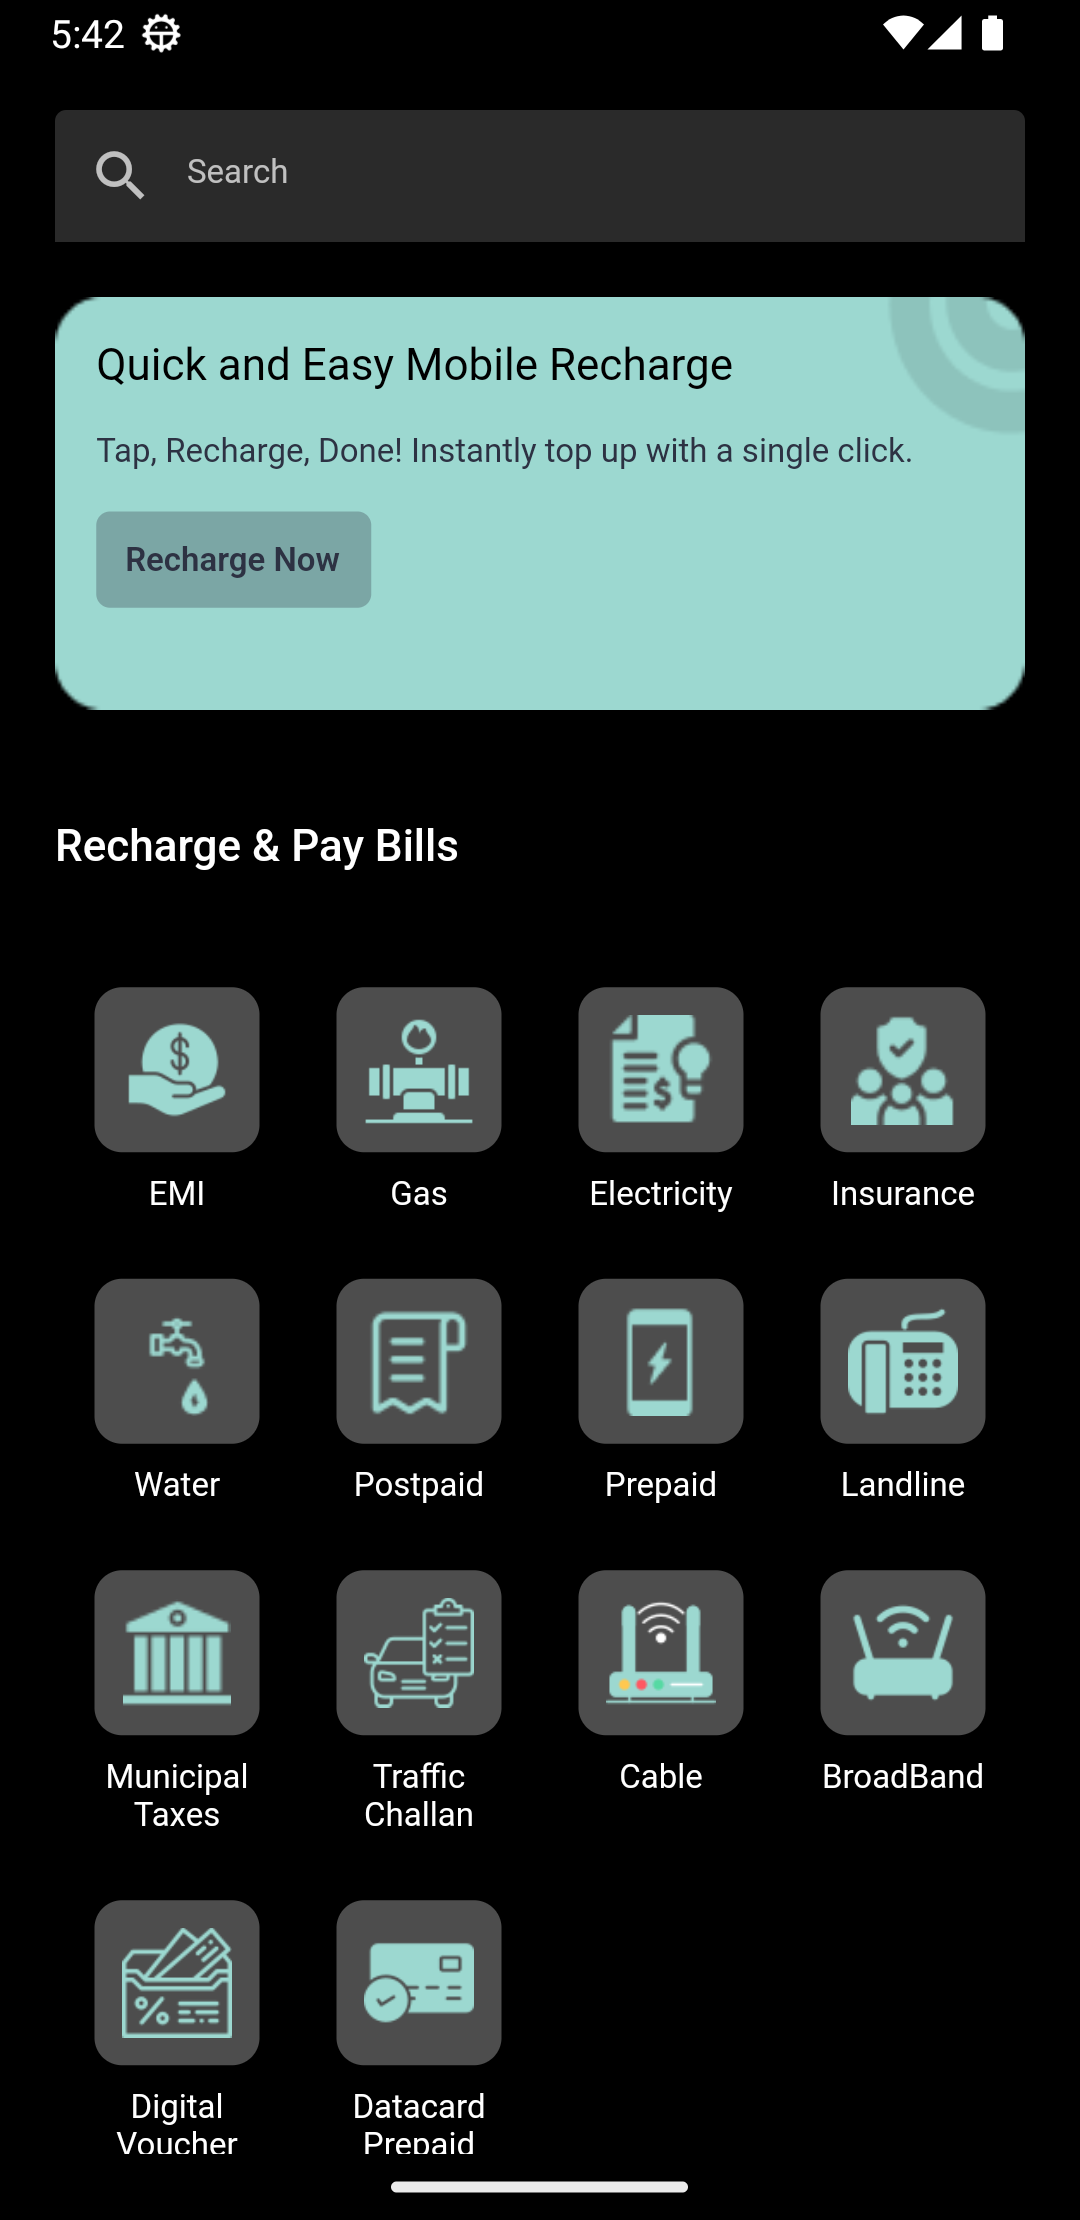 5:42
Search
Quick and Easy Mobile Recharge
Tap, Recharge, Done! Instantly top up with a single click.
Recharge Now
Recharge & Pay Bills
EMI
Gas
Electricity
Insurance
Water
Postpaid
Prepaid
Landline
Municipal
Taxes
Traffic
Challan
Cable
BroadBand
Digital
Voucher
Datacard
Prepaid